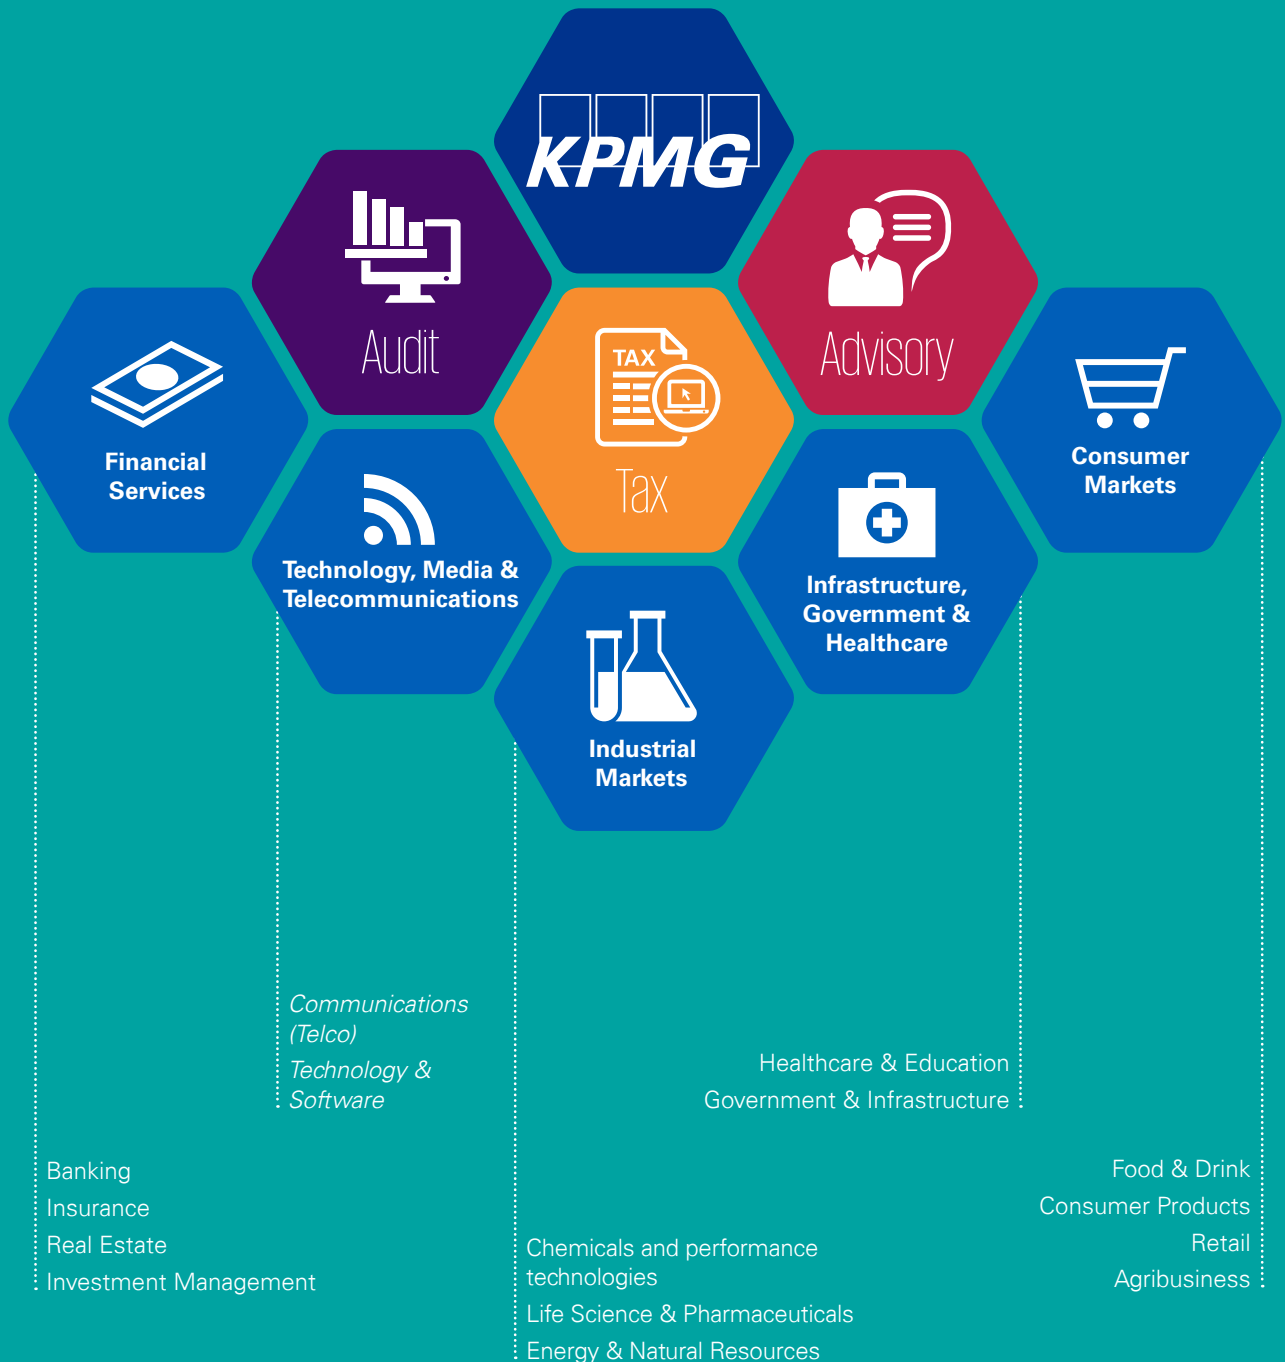 KPMG
Audit
TAX
Tax
Advisory
Financial
Services
Technology, Media &
Telecommunications
Industrial
Markets
Infrastructure,
Government &
Healthcare
Consumer
Markets
Communications
(Telco)
Technology &
Software
Healthcare & Education
Government & Infrastructure
Banking
Insurance
Real Estate
Investment Management
Chemicals and performance
technologies
Life Science & Pharmaceuticals
Energy & Natural Resources
Food & Drink
Consumer Products
Retail
Agribusiness